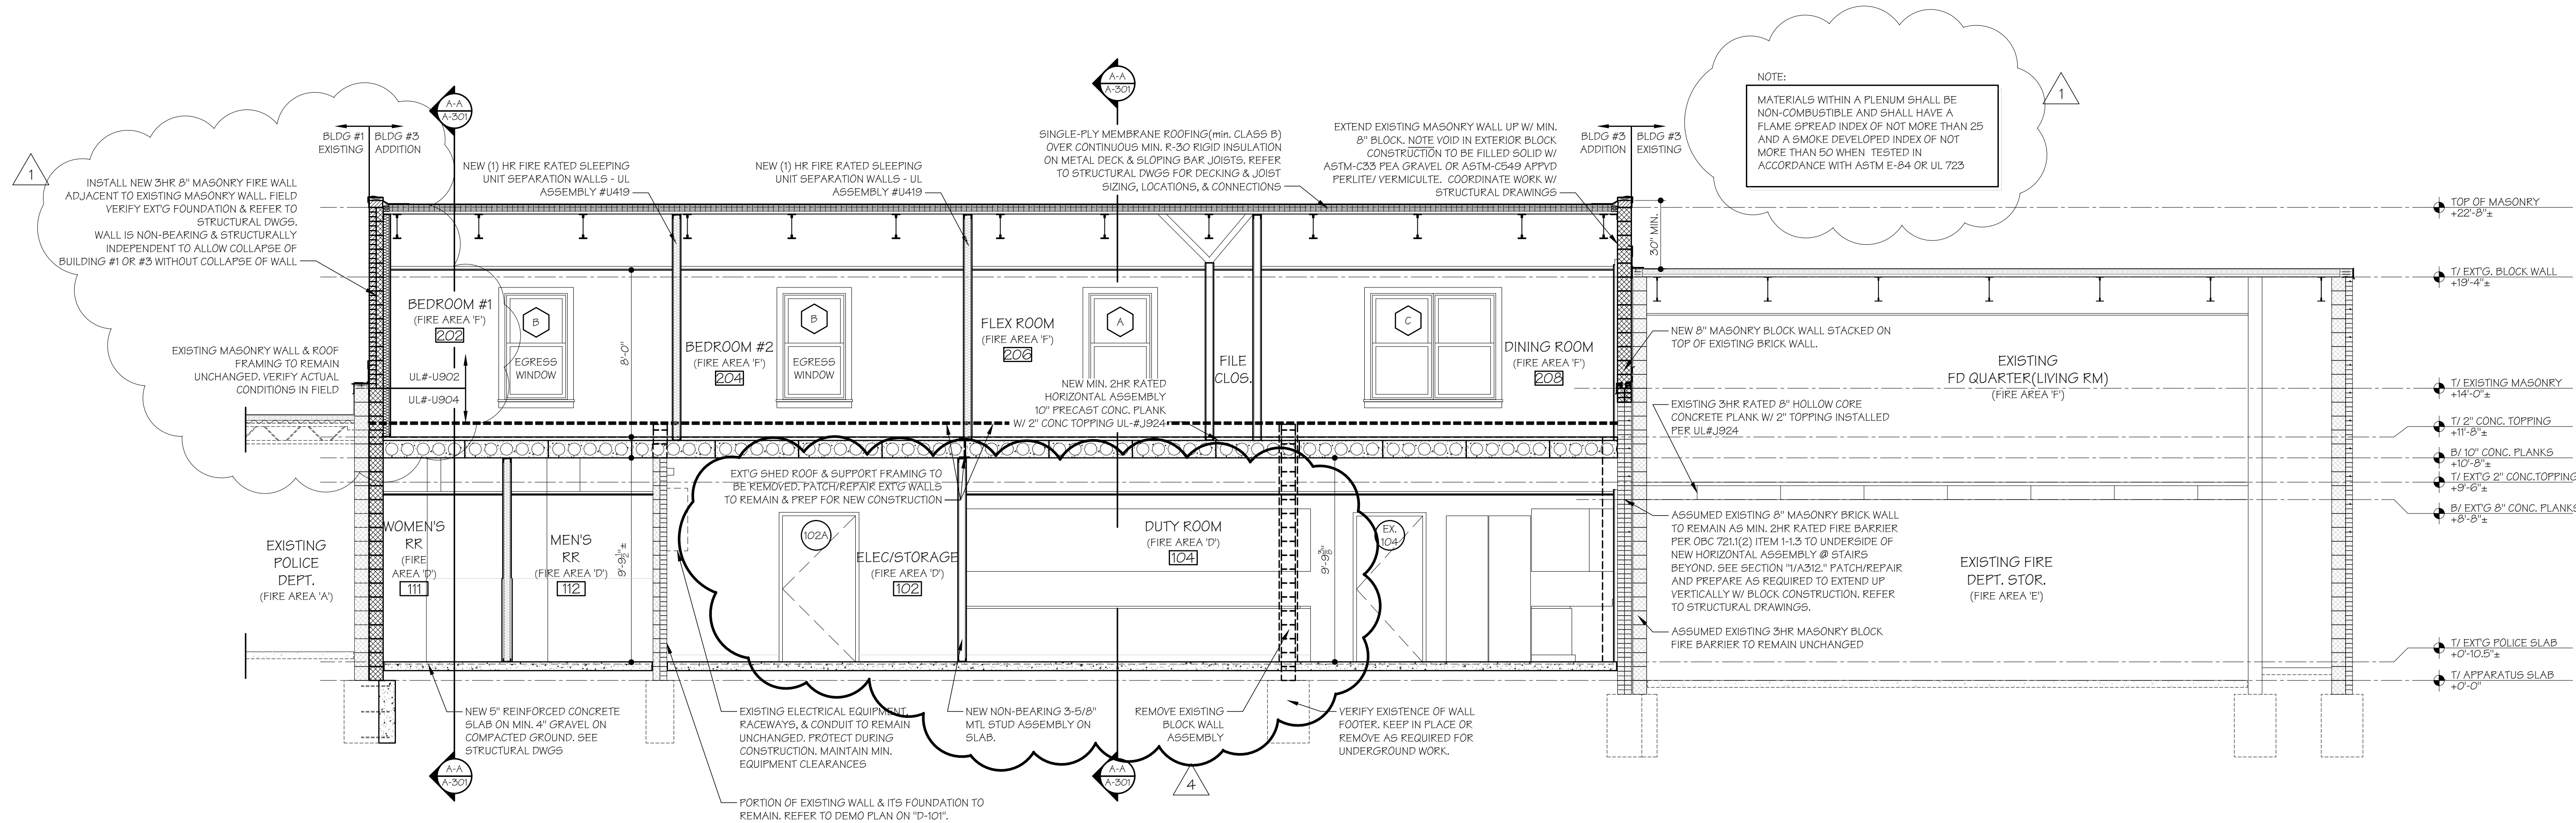 A-A
A-301
A-A
A-301
BLDG #1
EXISTING
BLDG #3
ADDITION
1
INSTALL NEW 3HR 8" MASONRY FIRE WALL
ADJACENT TO EXISTING MASONRY WALL. FIELD
VERIFY EXT'G FOUNDATION & REFER TO
STRUCTURAL DWGS.
WALL IS NON-BEARING & STRUCTURALLY
INDEPENDENT TO ALLOW COLLAPSE OF
BUILDING #1 OR #3 WITHOUT COLLAPSE OF WALL
EXISTING MASONRY WALL & ROOF
FRAMING TO REMAIN
UNCHANGED. VERIFY ACTUAL
CONDITIONS IN FIELD
NEW (1) HR FIRE RATED SLEEPING
UNIT SEPARATION WALLS - UL
ASSEMBLY #U419
NEW (1) HR FIRE RATED SLEEPING
UNIT SEPARATION WALLS - UL
ASSEMBLY #U419
SINGLE-PLY MEMBRANE ROOFING(min. CLASS B)
OVER CONTINUOUS MIN. R-30 RIGID INSULATION
ON METAL DECK & SLOPING BAR JOISTS. REFER
TO STRUCTURAL DWGS FOR DECKING & JOIST
SIZING, LOCATIONS, & CONNECTIONS
EXTEND EXISTING MASONRY WALL UP W/ MIN.
8" BLOCK. NOTE VOID IN EXTERIOR BLOCK
CONSTRUCTION TO BE FILLED SOLID W/
ASTM-C33 PEA GRAVEL OR ASTM-C549 APPVD
PERLITE/ VERMICULTE. COORDINATE WORK W/
STRUCTURAL DRAWINGS
BLDG #3
ADDITION
BLDG #3
EXISTING
NOTE:
MATERIALS WITHIN A PLENUM SHALL BE
NON-COMBUSTIBLE AND SHALL HAVE A
FLAME SPREAD INDEX OF NOT MORE THAN 25
AND A SMOKE DEVELOPED INDEX OF NOT
MORE THAN 50 WHEN TESTED IN
ACCORDANCE WITH ASTM E-84 OR UL 723
1
30" MIN.
TOP OF MASONRY
+22'-8"±
T/ EXT'G. BLOCK WALL
+19'-4"±
T/ EXISTING MASONRY
+14'-0"±
T/ 2" CONC. TOPPING
+11'-8"±
B/ 10" CONC. PLANKS
+10'-8"±
T/ EXT'G 2" CONC.TOPPING
+9'-6"±
B/ EXT'G 8" CONC. PLANKS
+8'-8"±
T/ EXT'G POLICE SLAB
+0'-10.5"±
T/ APPARATUS SLAB
+0'-0"
BEDROOM #1
(FIRE AREA 'F')
202
UL#-U902
UL#-U904
B
EGRESS
WINDOW
8'-0"
BEDROOM #2
(FIRE AREA 'F')
204
B
EGRESS
WINDOW
FLEX ROOM
(FIRE AREA 'F')
206
A
FILE
CLOS.
C
DINING ROOM
(FIRE AREA 'F')
208
NEW MIN. 2HR RATED
HORIZONTAL ASSEMBLY
10" PRECAST CONC. PLANK
W/ 2" CONC TOPPING UL-#J924
NEW 8" MASONRY BLOCK WALL STACKED ON
TOP OF EXISTING BRICK WALL.
EXISTING
FD QUARTER(LIVING RM)
(FIRE AREA 'F')
EXISTING 3HR RATED 8" HOLLOW CORE
CONCRETE PLANK W/ 2" TOPPING INSTALLED
PER UL#J924
ASSUMED EXISTING 8" MASONRY BRICK WALL
TO REMAIN AS MIN. 2HR RATED FIRE BARRIER
PER OBC 721.1(2) ITEM 1-1.3 TO UNDERSIDE OF
NEW HORIZONTAL ASSEMBLY @ STAIRS
BEYOND. SEE SECTION "1/A312." PATCH/REPAIR
AND PREPARE AS REQUIRED TO EXTEND UP
VERTICALLY W/ BLOCK CONSTRUCTION. REFER
TO STRUCTURAL DRAWINGS.
ASSUMED EXISTING 3HR MASONRY BLOCK
FIRE BARRIER TO REMAIN UNCHANGED
EXISTING FIRE
DEPT. STOR.
(FIRE AREA 'E')
EXT'G SHED ROOF & SUPPORT FRAMING TO
BE REMOVED. PATCH/REPAIR EXT'G WALLS
TO REMAIN & PREP FOR NEW CONSTRUCTION
EXISTING
POLICE
DEPT.
(FIRE AREA 'A')
WOMEN'S
RR
(FIRE
AREA 'D')
111
MEN'S
RR
(FIRE AREA 'D')
112
9'-9½"±
102A
ELEC/STORAGE
(FIRE AREA 'D')
102
DUTY ROOM
(FIRE AREA 'D')
104
9'-9⅜"
EX.
104
NEW 5" REINFORCED CONCRETE
SLAB ON MIN. 4" GRAVEL ON
COMPACTED GROUND. SEE
STRUCTURAL DWGS
EXISTING ELECTRICAL EQUIPMENT,
RACEWAYS, & CONDUIT TO REMAIN
UNCHANGED. PROTECT DURING
CONSTRUCTION. MAINTAIN MIN.
EQUIPMENT CLEARANCES
NEW NON-BEARING 3-5/8"
MTL STUD ASSEMBLY ON
SLAB.
REMOVE EXISTING
BLOCK WALL
ASSEMBLY
VERIFY EXISTENCE OF WALL
FOOTER. KEEP IN PLACE OR
REMOVE AS REQUIRED FOR
UNDERGROUND WORK.
A-A
A-301
A-A
A-301
4
PORTION OF EXISTING WALL & ITS FOUNDATION TO
REMAIN. REFER TO DEMO PLAN ON "D-101".